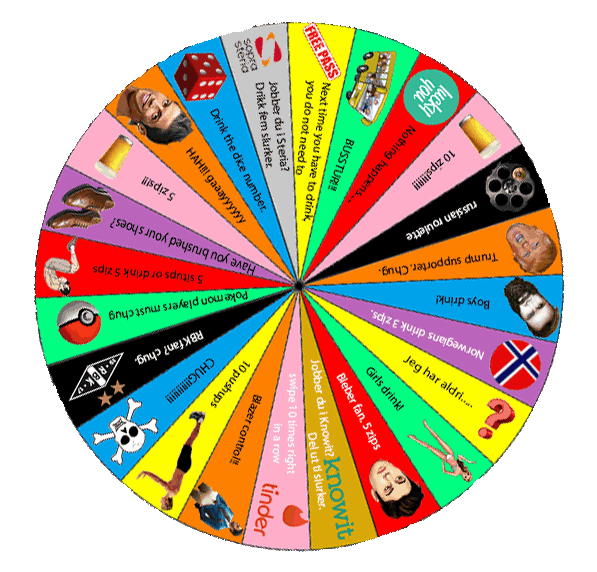 FREE PASS
Next time you have to drink
you do not need to
BUSSTUR!!!
lucky
you!
Nothing happens....
10 zips!!!!!!!
russian roulette
Trump supporter. Chug.
Boys drink!
Norwegians drink 3 zips.
Jeg har aldri....
?
Girls drink!
Bieber fan. 5 zips
Jobber du i Knowit?
Del ut ti slurker.
knowit
swipe 10 times right
in a row
tinder
Blazer control!!
10 pushups
CHUG!!!!!!!!!!!
RBK fan? chug.
R.B.K.
Pokemon players must chug
5 situps or drink 5 zips
Have you brushed your shoes?
5 zips!!!
HAH!!! gaaayyyyyy
Drink the dice number.
sopra
steria
Jobber du i Steria?
Drikk fem slurker.